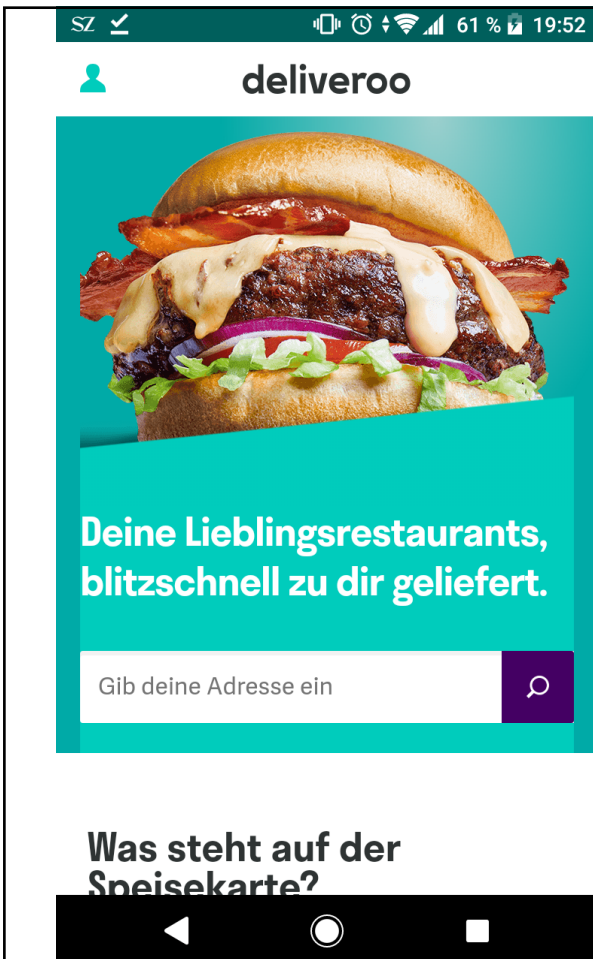 SZ 61 % 19:52
deliveroo
Deine Lieblingsrestaurants,
blitzschnell zu dir geliefert.
Gib deine Adresse ein
Was steht auf der
Speisekarte?